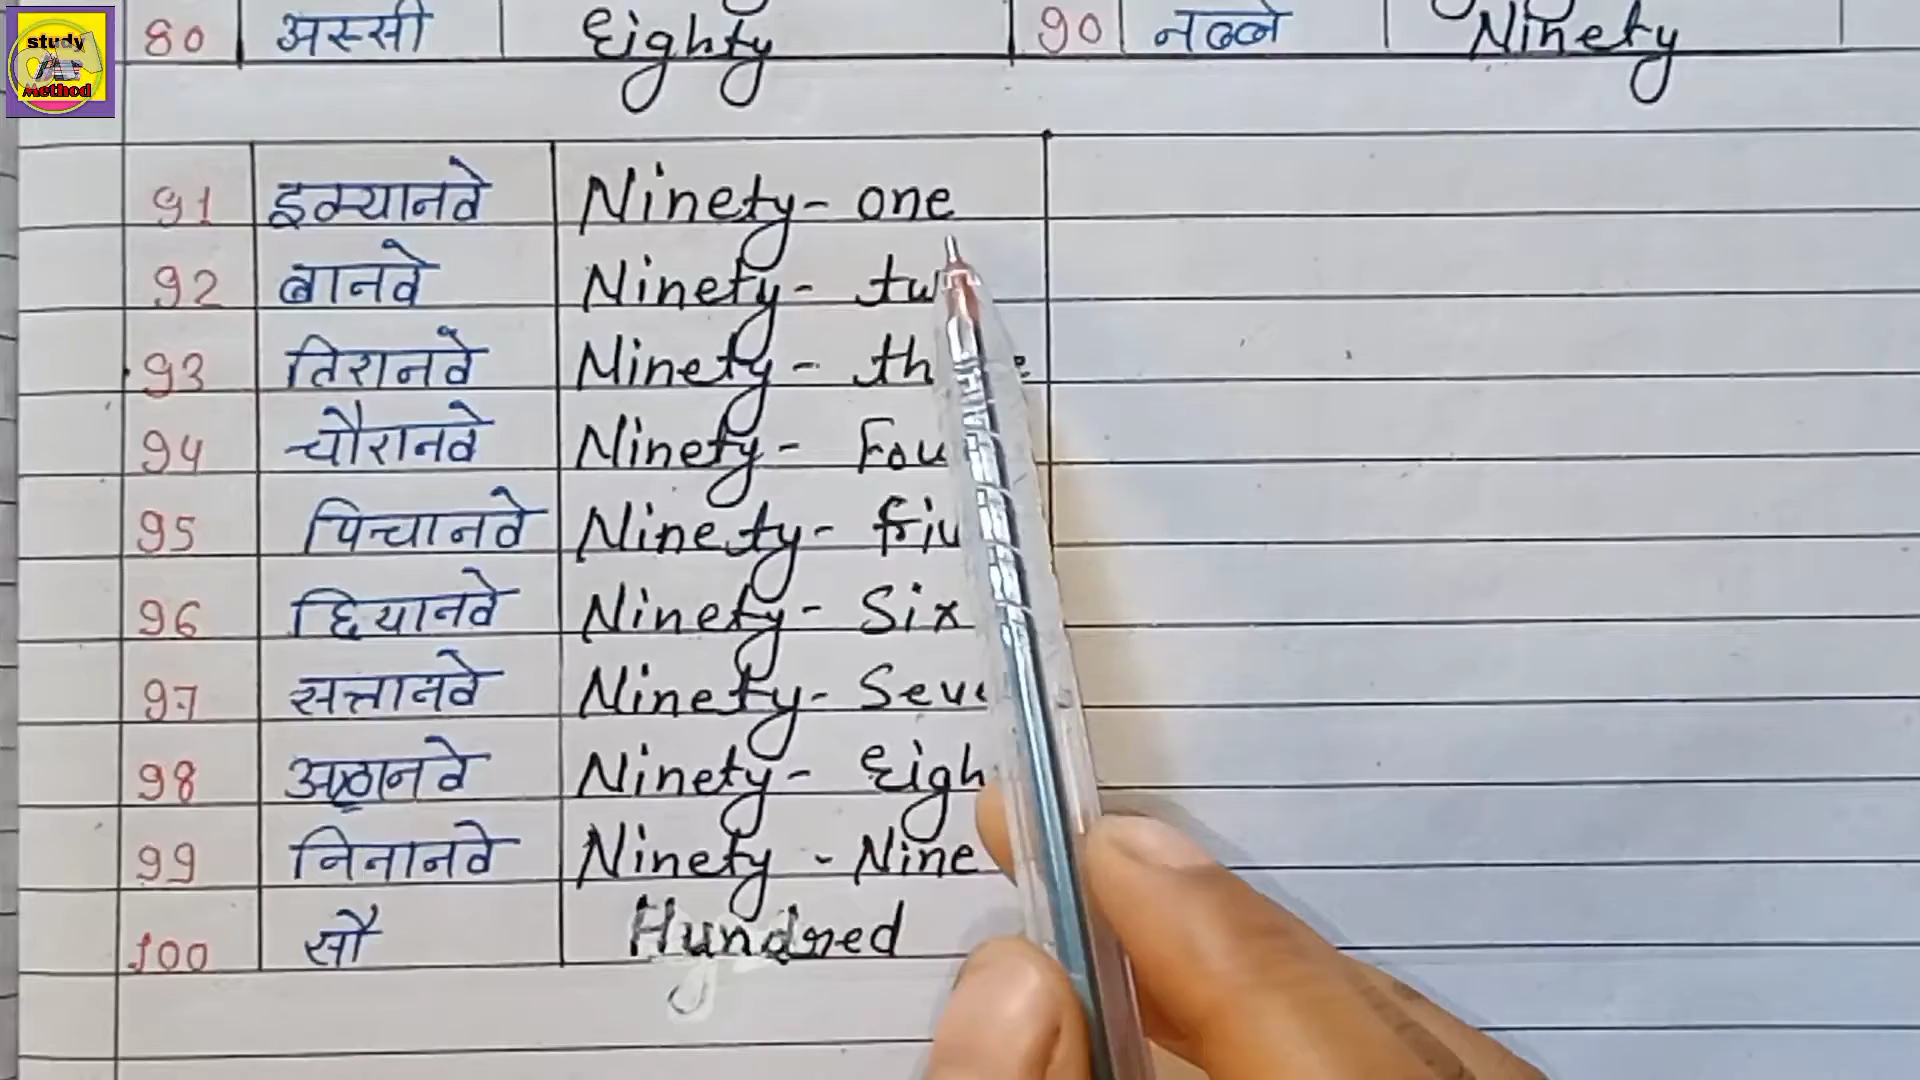 study
Art
Method
80 अस्सी Eighty 90 नब्बे Ninety
91 इक्यानवे Ninety- one
92 बानवे Ninety-
93 तिरानवे Ninety-
94 चौरानवे Ninety-
95 पिचानवे Ninety-
96 छियानवे Ninety- Six
97 सत्तानवे Ninety-
98 अठानवे Ninety-
99 निनानवे Ninety - Nine
100 सौ Hundred